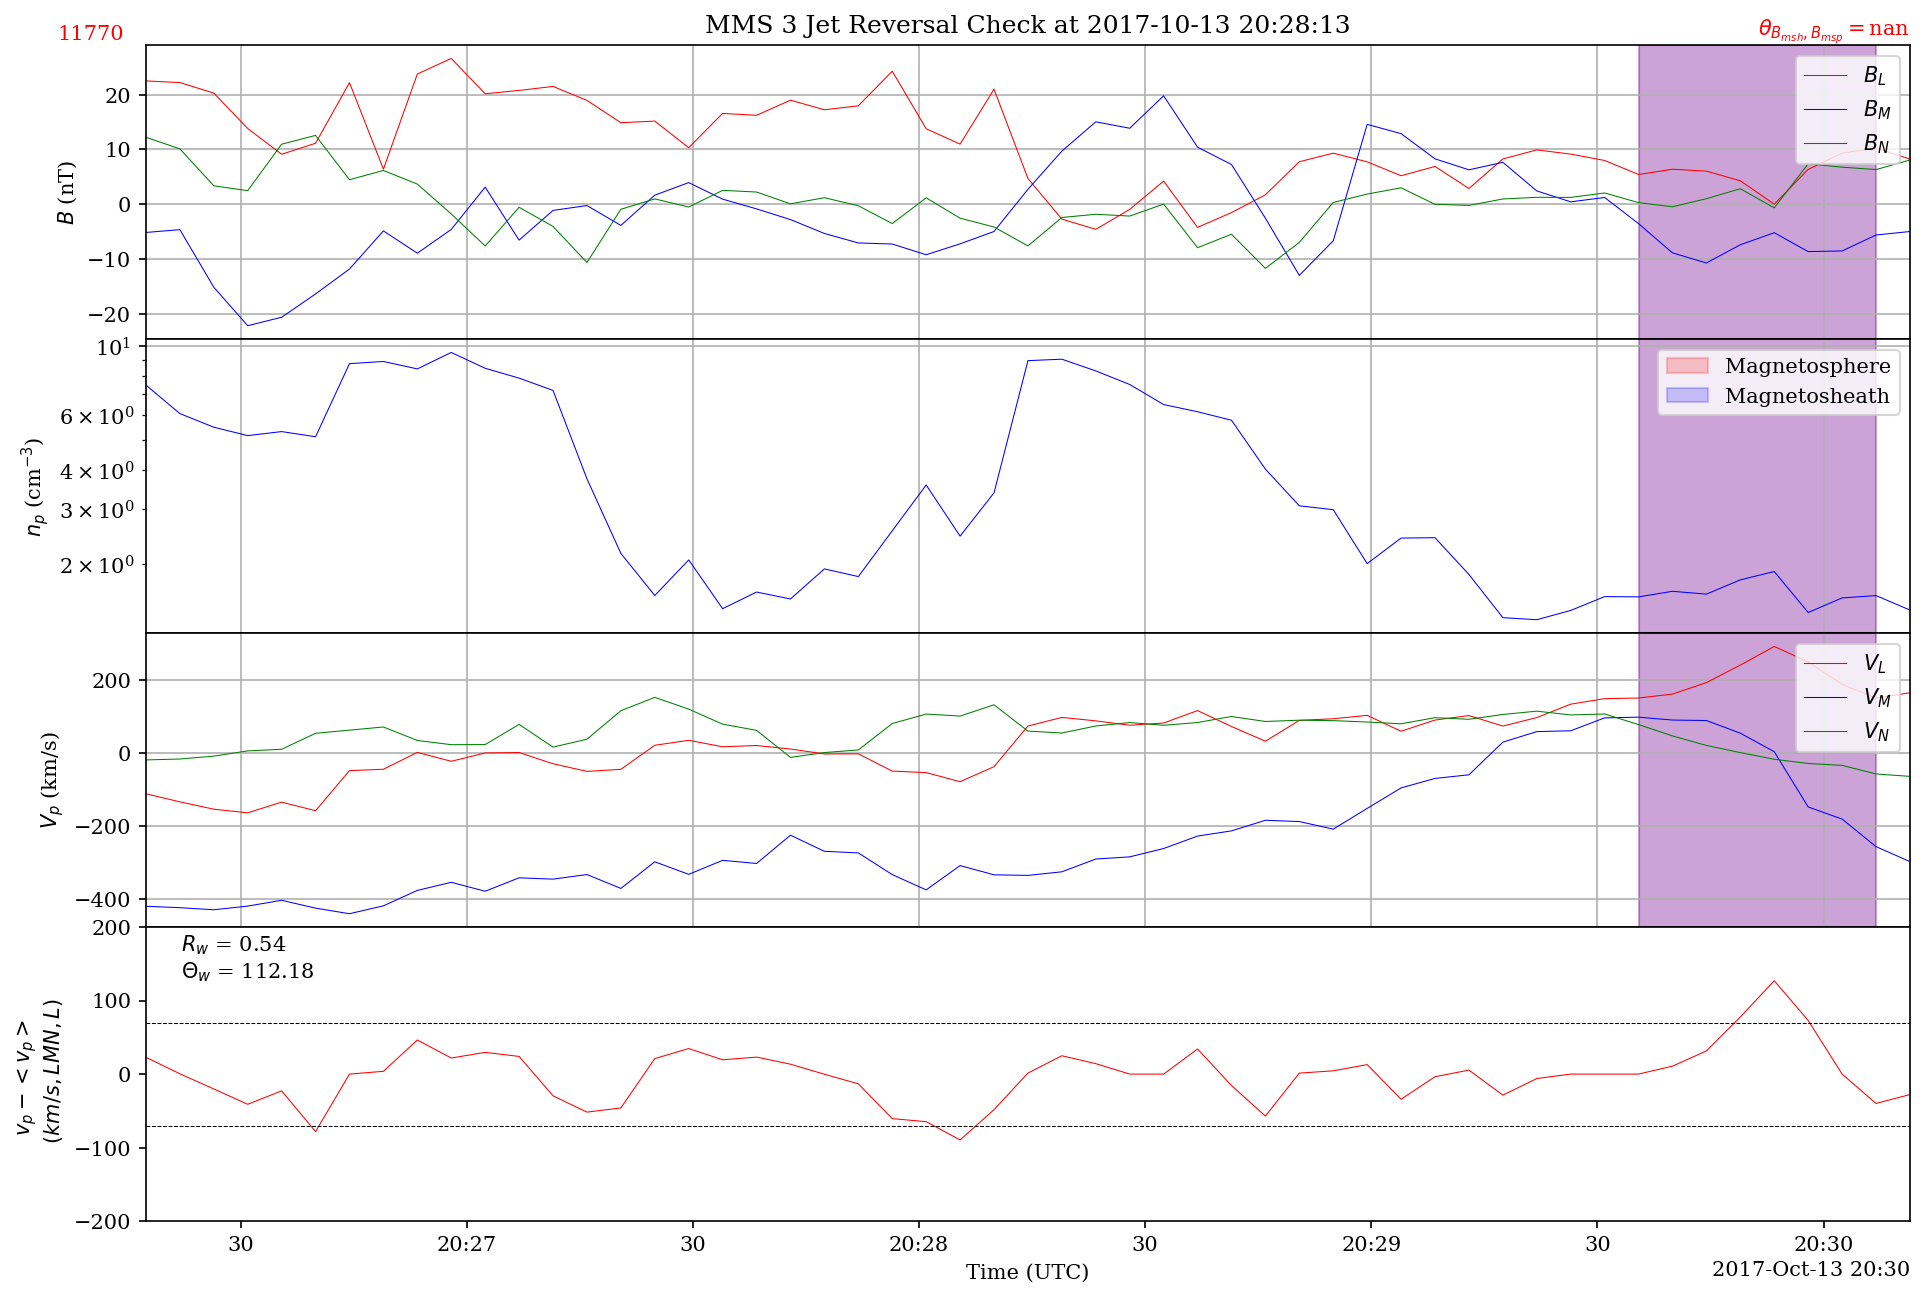 MMS 3 Jet Reversal Check at 2017-10-13 20:28:13
11770
θ_{B_{msh}, B_{msp}} = nan
B (nT)
20
10
0
−10
−20
B_L
B_M
B_N
n_p (cm^{−3})
10^1
6 × 10^0
4 × 10^0
3 × 10^0
2 × 10^0
Magnetosphere
Magnetosheath
V_p (km/s)
200
0
−200
−400
V_L
V_M
V_N
v_p − < v_p >
(km/s, LMN, L)
200
100
0
−100
−200
R_w = 0.54
Θ_w = 112.18
30 20:27 30 20:28 30 20:29 30 20:30
Time (UTC)
2017-Oct-13 20:30